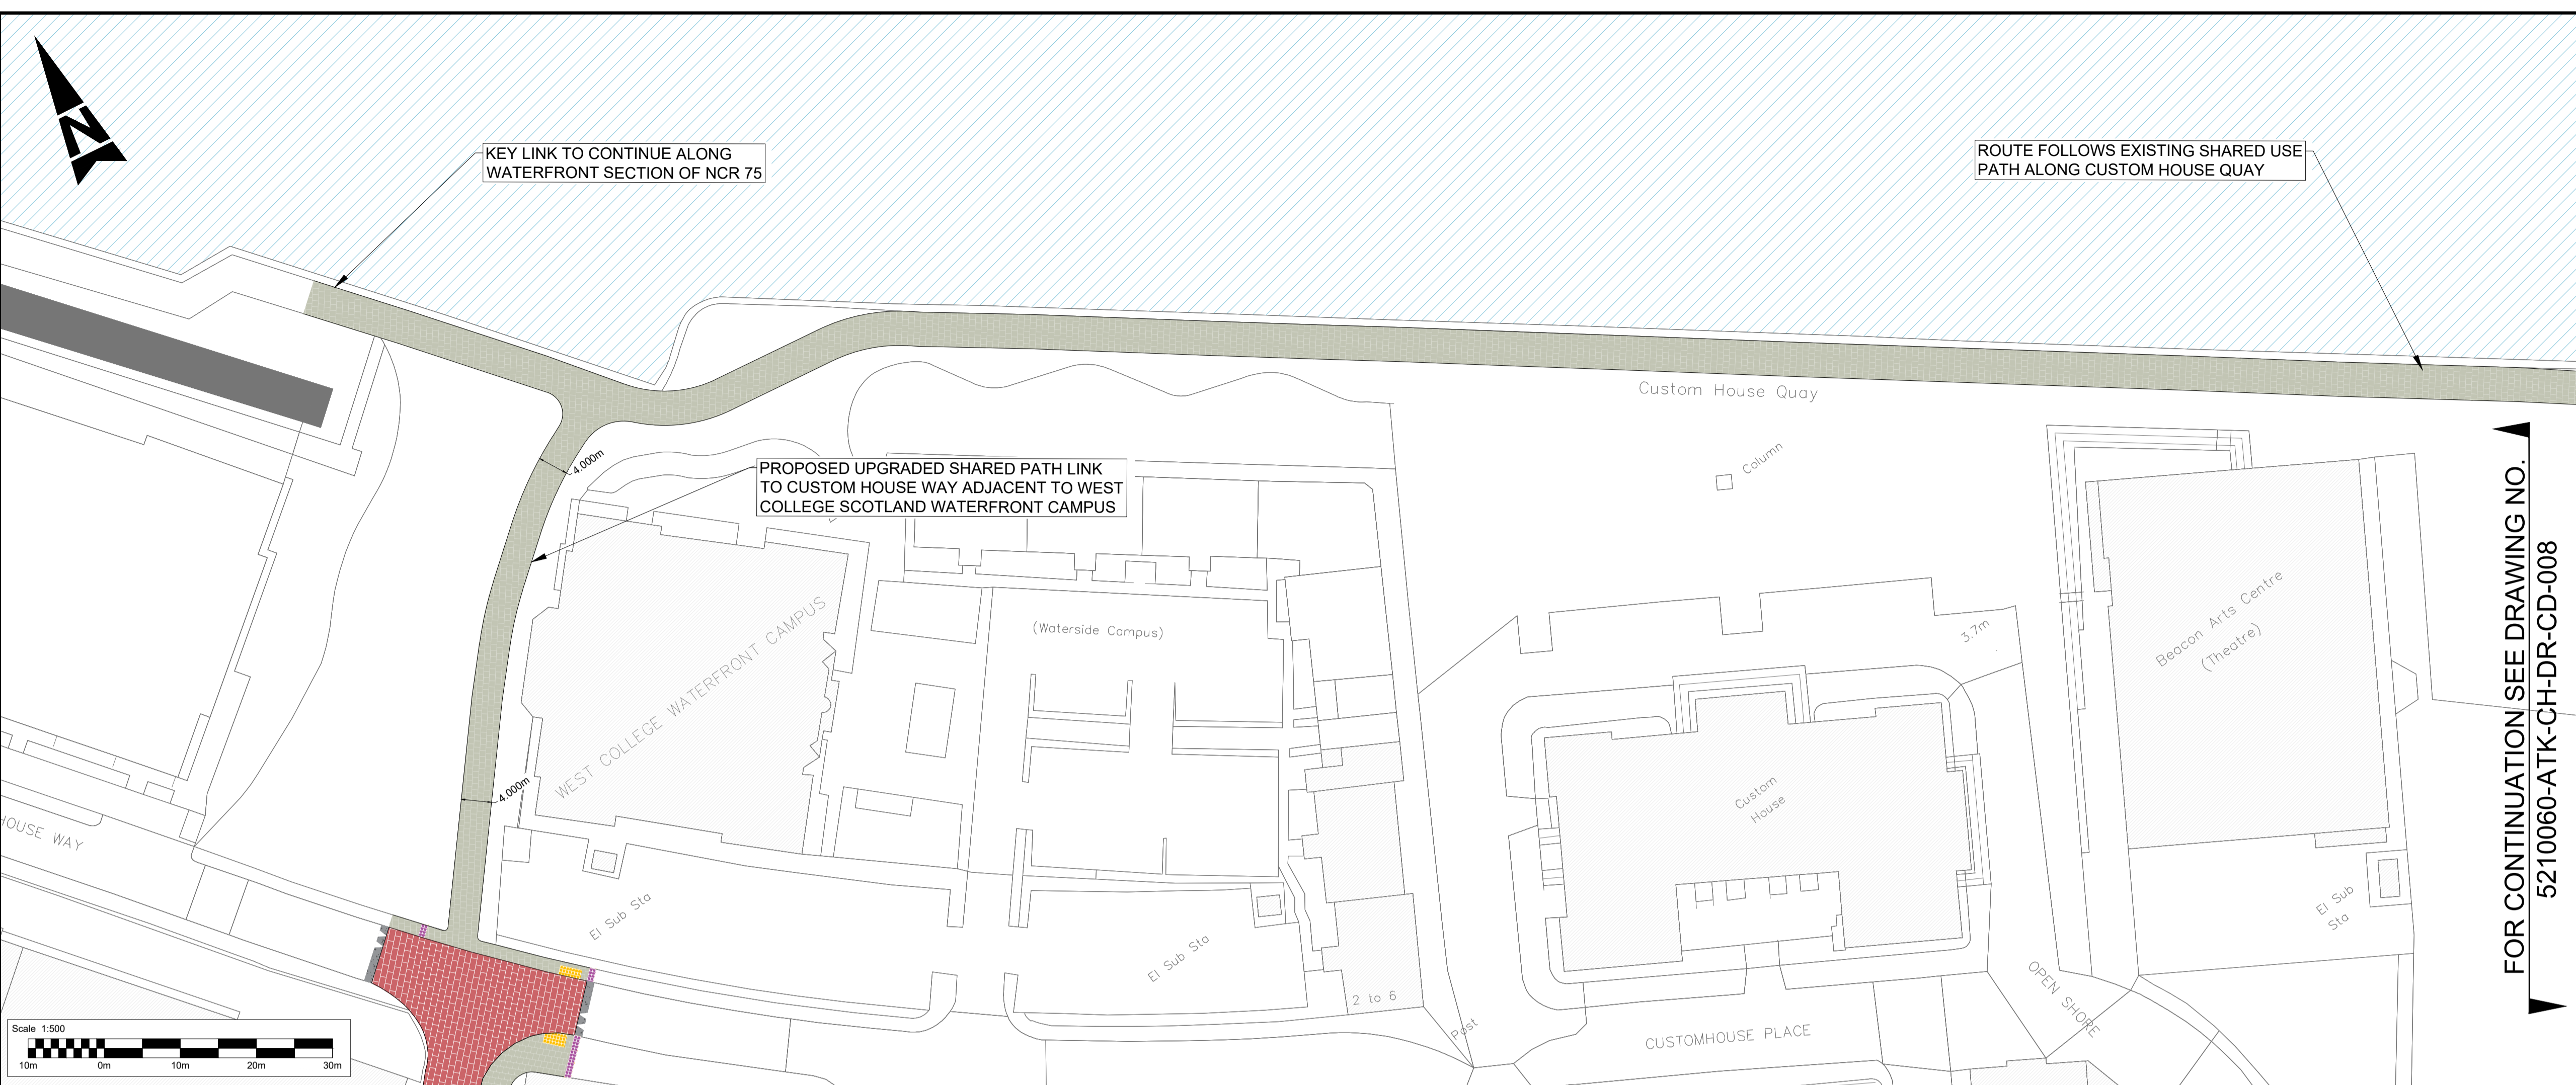 N
KEY LINK TO CONTINUE ALONG
WATERFRONT SECTION OF NCR 75
ROUTE FOLLOWS EXISTING SHARED USE
PATH ALONG CUSTOM HOUSE QUAY
Custom House Quay
4.000m
PROPOSED UPGRADED SHARED PATH LINK
TO CUSTOM HOUSE WAY ADJACENT TO WEST
COLLEGE SCOTLAND WATERFRONT CAMPUS
Column
WEST COLLEGE WATERFRONT CAMPUS
(Waterside Campus)
3.7m
Beacon Arts Centre
(Theatre)
FOR CONTINUATION SEE DRAWING NO.
5210060-ATK-CH-DR-CD-008
4.000m
Custom
House
HOUSE WAY
El Sub Sta
El Sub Sta
El Sub
Sta
2 to 6
Post
CUSTOMHOUSE PLACE
OPEN SHORE
Scale 1:500
10m 0m 10m 20m 30m